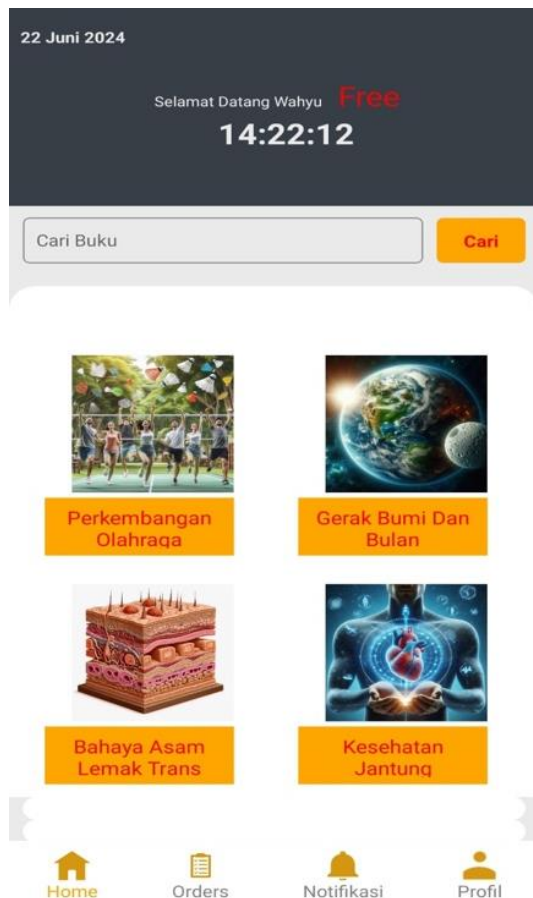 22 Juni 2024
Selamat Datang Wahyu Free
14:22:12
Cari Buku Cari
Perkembangan
Olahraga
Gerak Bumi Dan
Bulan
Bahaya Asam
Lemak Trans
Kesehatan
Jantung
Home Orders Notifikasi Profil